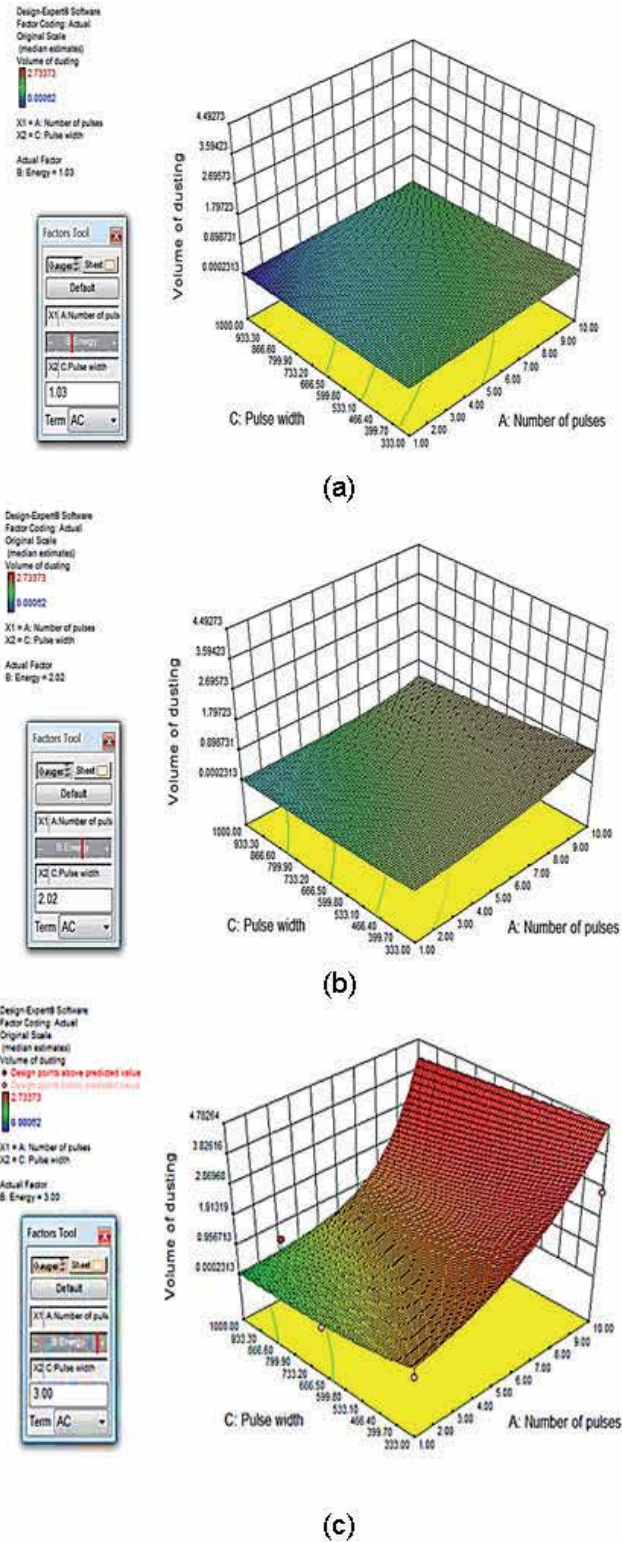 Design-Expert® Software
Factor Coding: Actual
Original Scale
(median estimates)
Volume of dusting
2.73373
0.00062
X1 = A: Number of pulses
X2 = C: Pulse width
Actual Factor
B: Energy = 1.03
Factors Tool
Gauges Sheet
Default
X1 A:Number of puls
B:Energy
X2 C:Pulse width
1.03
Term AC
Volume of dusting
4.49273
3.59423
2.69573
1.79723
0.898731
0.0002313
1000.00
933.30
866.60
799.90
733.20
666.50
599.80
533.10
466.40
399.70
333.00
C: Pulse width
1.00
2.00
3.00
4.00
5.00
6.00
7.00
8.00
9.00
10.00
A: Number of pulses
(a)
Design-Expert® Software
Factor Coding: Actual
Original Scale
(median estimates)
Volume of dusting
2.73373
0.00062
X1 = A: Number of pulses
X2 = C: Pulse width
Actual Factor
B: Energy = 2.02
Factors Tool
Gauges Sheet
Default
X1 A:Number of puls
B:Energy
X2 C:Pulse width
2.02
Term AC
Volume of dusting
4.49273
3.59423
2.69573
1.79723
0.898731
0.0002313
1000.00
933.30
866.60
799.90
733.20
666.50
599.80
533.10
466.40
399.70
333.00
C: Pulse width
1.00
2.00
3.00
4.00
5.00
6.00
7.00
8.00
9.00
10.00
A: Number of pulses
(b)
Design-Expert® Software
Factor Coding: Actual
Original Scale
(median estimates)
Volume of dusting
Design points above predicted value
Design points below predicted value
2.73373
0.00062
X1 = A: Number of pulses
X2 = C: Pulse width
Actual Factor
B: Energy = 3.00
Factors Tool
Gauges Sheet
Default
X1 A:Number of puls
B:Energy
X2 C:Pulse width
3.00
Term AC
Volume of dusting
4.78264
3.82616
2.86968
1.91319
0.956713
0.0002313
1000.00
933.30
866.60
799.90
733.20
666.50
599.80
533.10
466.40
399.70
333.00
C: Pulse width
1.00
2.00
3.00
4.00
5.00
6.00
7.00
8.00
9.00
10.00
A: Number of pulses
(c)